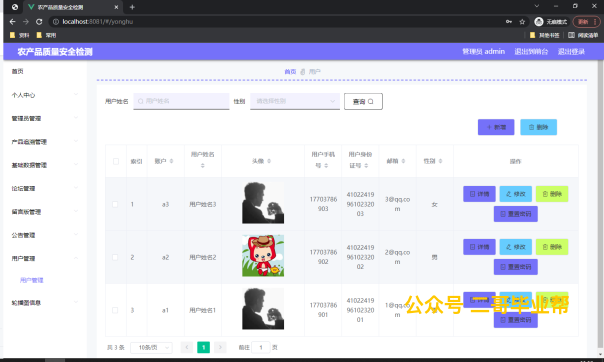 农产品质量安全检测
localhost:8081/#/yonghu
无痕模式
更新
资料 常用 其他书签 阅读清单
农产品质量安全检测 管理员 admin 退出到前台 退出登录
首页
个人中心
管理员管理
产品追溯管理
基础数据管理
论坛管理
留言版管理
公告管理
用户管理
用户管理
轮播图信息
首页 用户
用户姓名 用户姓名 性别 请选择性别 查询
新增 删除
索引 账户 用户姓名 头像 用户手机号 用户身份证号 邮箱 性别 操作
1 a3 用户姓名3 17703786903 410224199610232003 3@qq.com 女 详情 修改 删除 重置密码
2 a2 用户姓名2 17703786902 410224199610232002 2@qq.com 男 详情 修改 删除 重置密码
3 a1 用户姓名1 17703786901 410224199610232001 1@qq.com 重置密码
公众号 二哥毕业帮
共 3 条 10条/页 1 前往 1 页